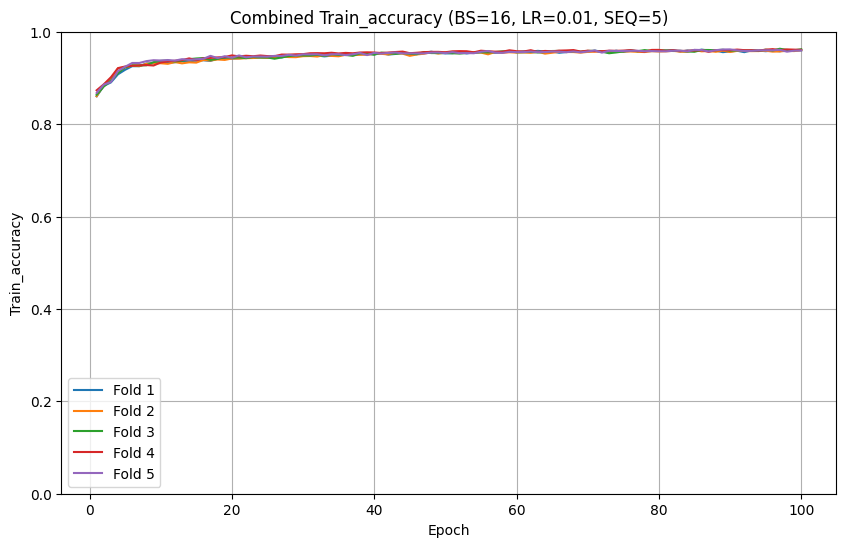 Combined Train_accuracy (BS=16, LR=0.01, SEQ=5)
1.0
0.8
0.6
0.4
0.2
0.0
Train_accuracy
Fold 1
Fold 2
Fold 3
Fold 4
Fold 5
0 20 40 60 80 100
Epoch